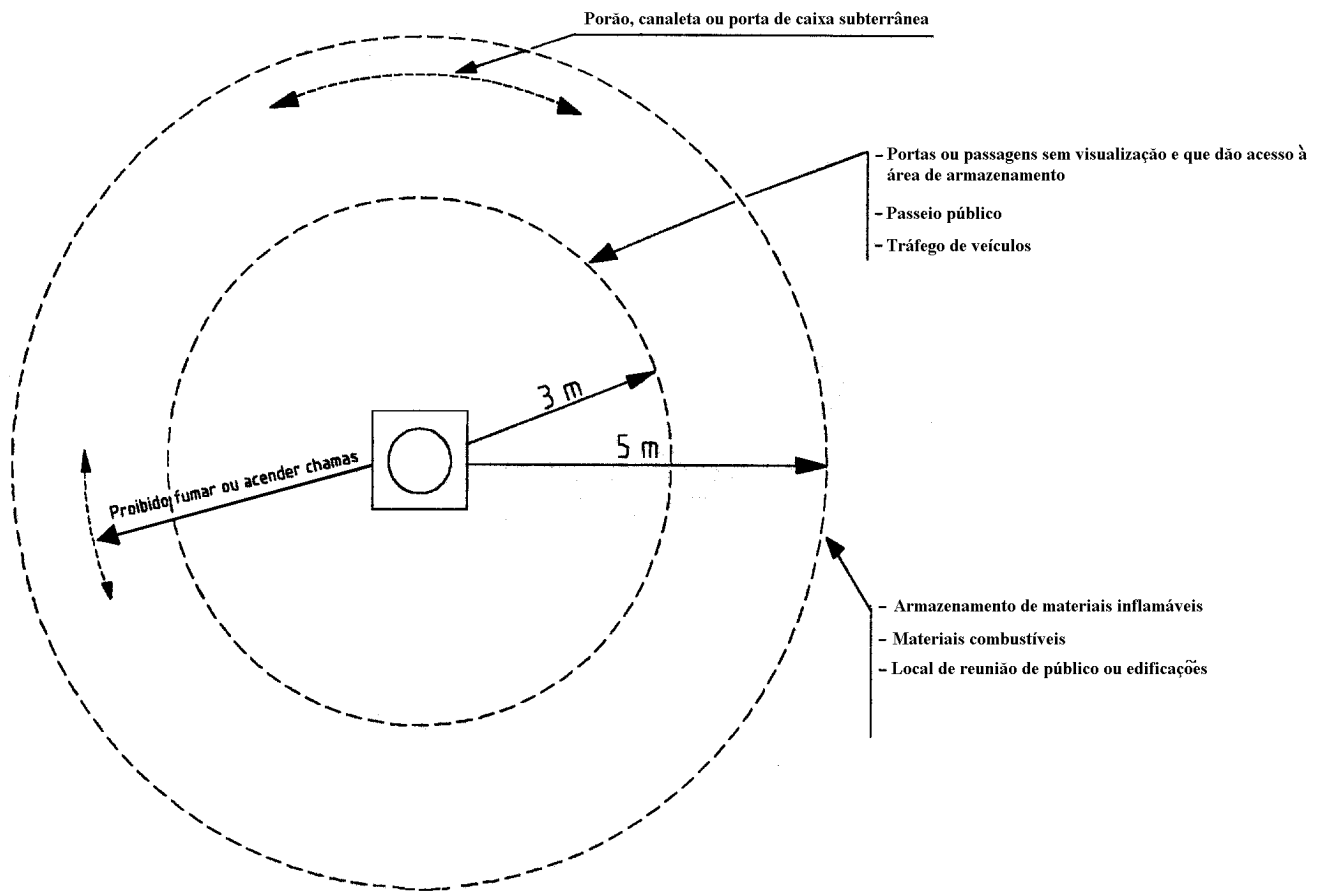 Porão, canaleta ou porta de caixa subterrânea
- Portas ou passagens sem visualização e que dão acesso à
área de armazenamento
- Passeio público
- Tráfego de veículos
3 m
5 m
Proibido fumar ou acender chamas
- Armazenamento de materiais inflamáveis
- Materiais combustíveis
- Local de reunião de público ou edificações